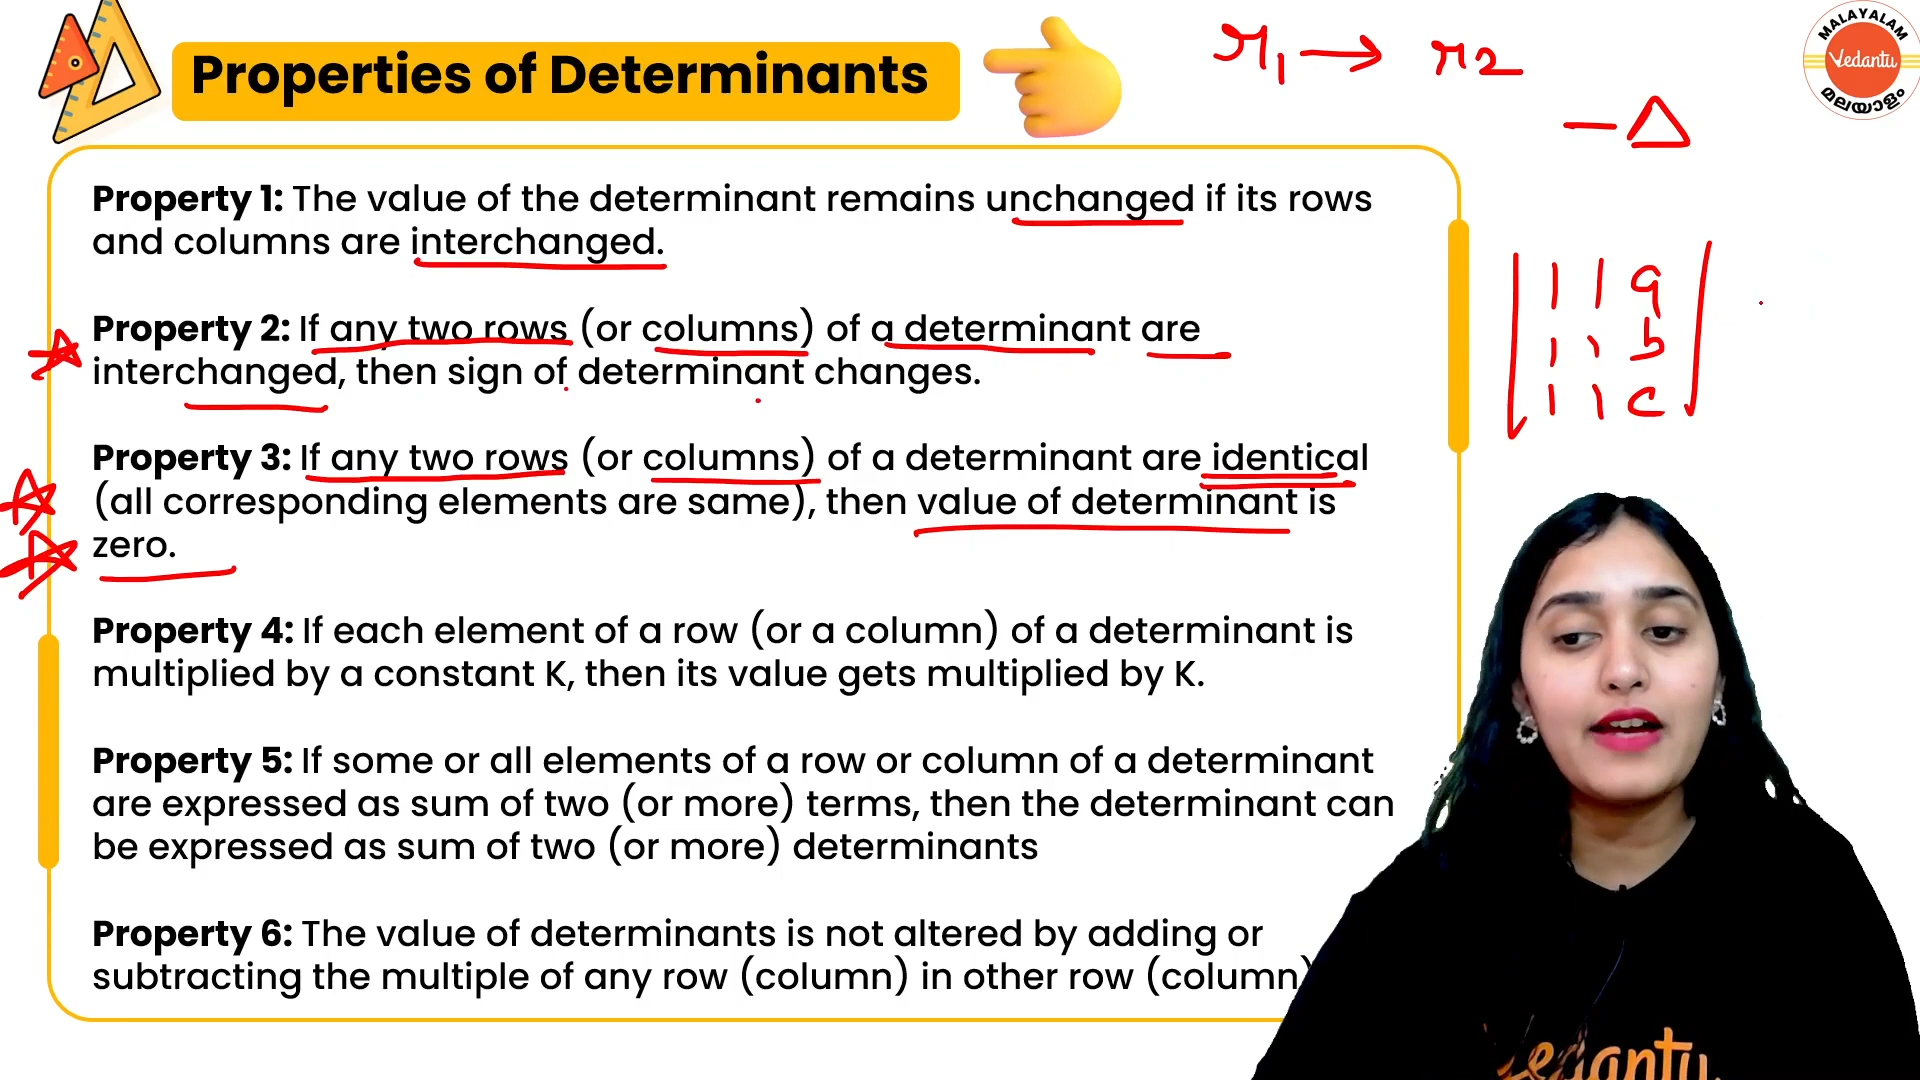 Properties of Determinants
r1 → r2
MALAYALAM
Vedantu
മലയാളം
– Δ
Property 1: The value of the determinant remains unchanged if its rows
and columns are interchanged.
Property 2: If any two rows (or columns) of a determinant are
interchanged, then sign of determinant changes.
1 1 a
1 1 b
1 1 c
Property 3: If any two rows (or columns) of a determinant are identical
(all corresponding elements are same), then value of determinant is
zero.
Property 4: If each element of a row (or a column) of a determinant is
multiplied by a constant K, then its value gets multiplied by K.
Property 5: If some or all elements of a row or column of a determinant
are expressed as sum of two (or more) terms, then the determinant can
be expressed as sum of two (or more) determinants
Property 6: The value of determinants is not altered by adding or
subtracting the multiple of any row (column) in other row (column)
Vedantu